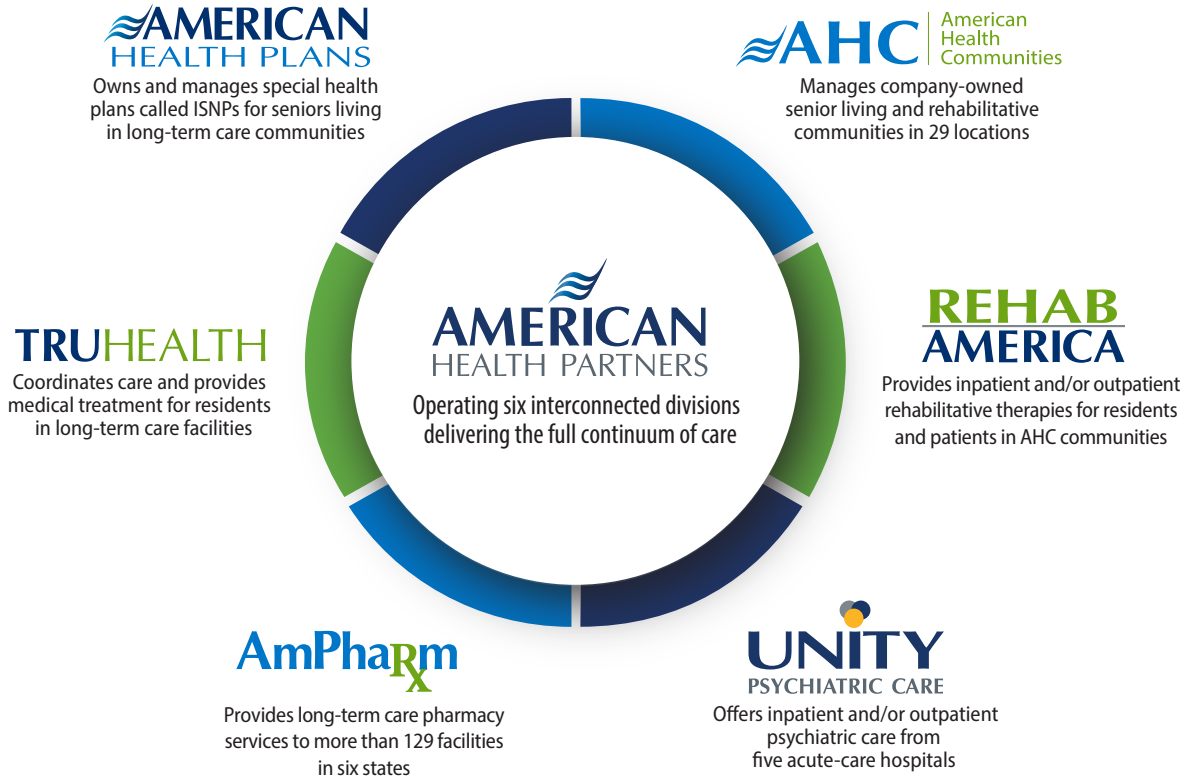 AMERICAN
HEALTH PLANS
Owns and manages special health
plans called ISNPs for seniors living
in long-term care communities
AHC
American
Health
Communities
Manages company-owned
senior living and rehabilitative
communities in 29 locations
TRUHEALTH
Coordinates care and provides
medical treatment for residents
in long-term care facilities
AMERICAN
HEALTH PARTNERS
Operating six interconnected divisions
delivering the full continuum of care
REHAB
AMERICA
Provides inpatient and/or outpatient
rehabilitative therapies for residents
and patients in AHC communities
AmPhaRxm
Provides long-term care pharmacy
services to more than 129 facilities
in six states
UNITY
PSYCHIATRIC CARE
Offers inpatient and/or outpatient
psychiatric care from
five acute-care hospitals